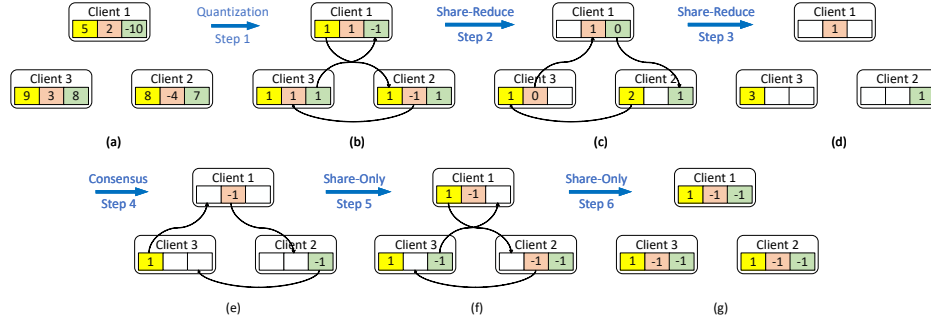 Client 1
5 2 -10
Client 3
9 3 8
Client 2
8 -4 7
(a)
Quantization
Step 1
Client 1
1 1 -1
Client 3
1 1 1
Client 2
1 -1 1
(b)
Share-Reduce
Step 2
Client 1
1 0
Client 3
1 0
Client 2
2 1
(c)
Share-Reduce
Step 3
Client 1
1
Client 3
3
Client 2
1
(d)
Consensus
Step 4
Client 1
-1
Client 3
1
Client 2
-1
(e)
Share-Only
Step 5
Client 1
1 -1
Client 3
1 -1
Client 2
-1 -1
(f)
Share-Only
Step 6
Client 1
1 -1 -1
Client 3
1 -1 -1
Client 2
1 -1 -1
(g)